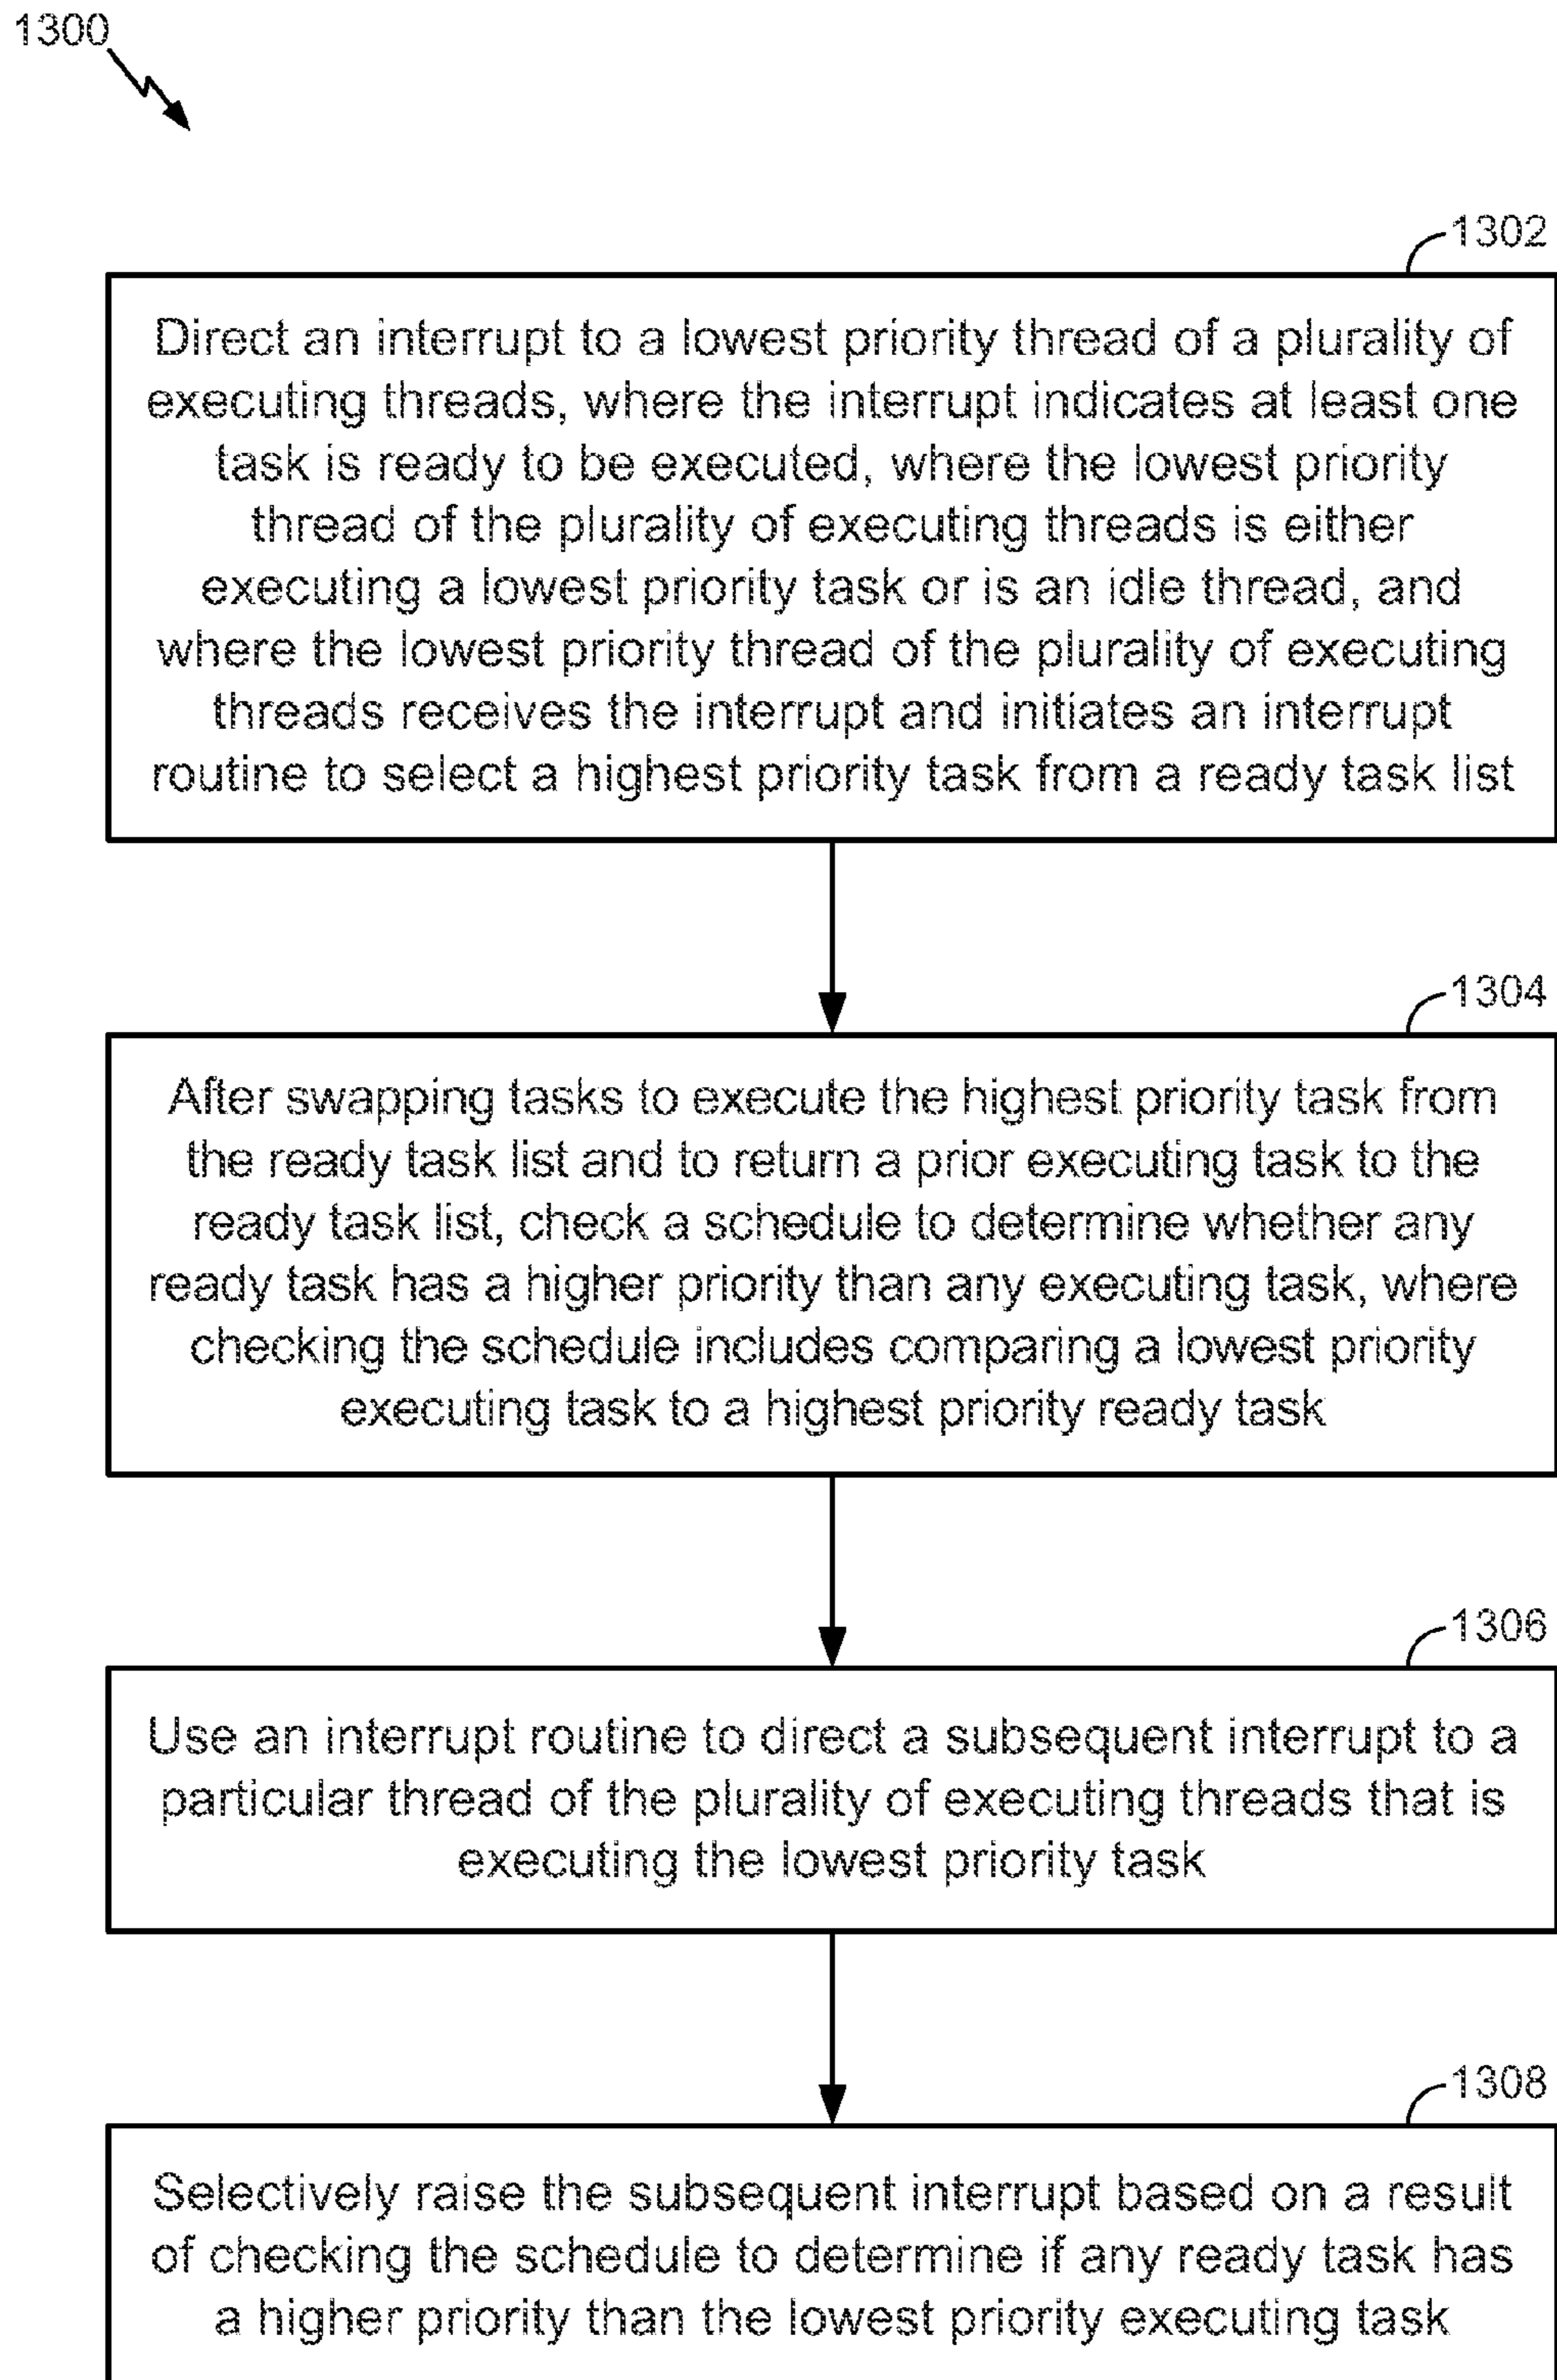 1300
1302
Direct an interrupt to a lowest priority thread of a plurality of
executing threads, where the interrupt indicates at least one
task is ready to be executed, where the lowest priority
thread of the plurality of executing threads is either
executing a lowest priority task or is an idle thread, and
where the lowest priority thread of the plurality of executing
threads receives the interrupt and initiates an interrupt
routine to select a highest priority task from a ready task list
1304
After swapping tasks to execute the highest priority task from
the ready task list and to return a prior executing task to the
ready task list, check a schedule to determine whether any
ready task has a higher priority than any executing task, where
checking the schedule includes comparing a lowest priority
executing task to a highest priority ready task
1306
Use an interrupt routine to direct a subsequent interrupt to a
particular thread of the plurality of executing threads that is
executing the lowest priority task
1308
Selectively raise the subsequent interrupt based on a result
of checking the schedule to determine if any ready task has
a higher priority than the lowest priority executing task